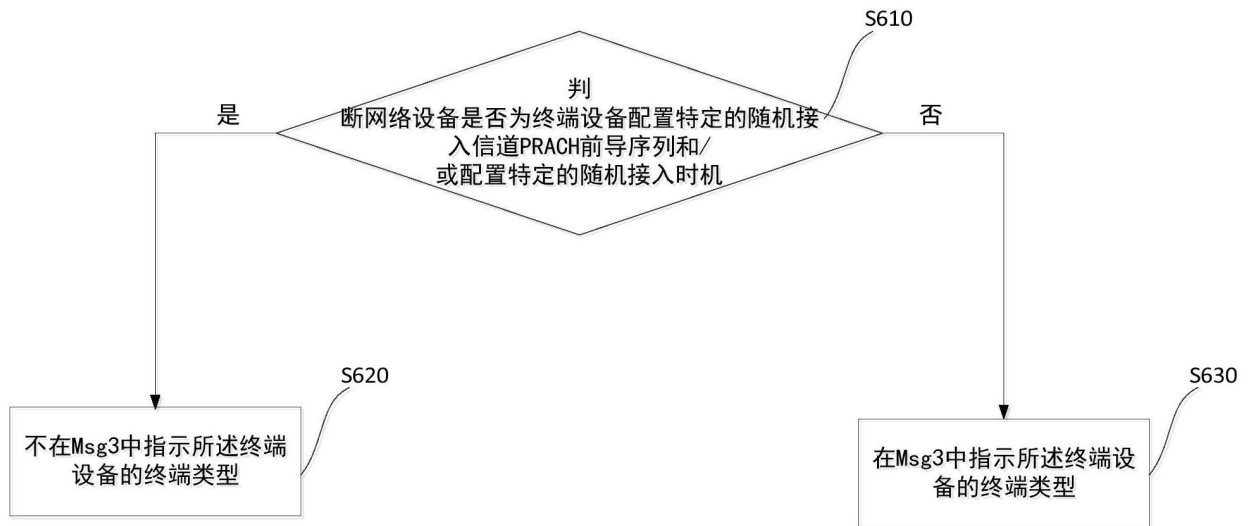 S610
判
断网络设备是否为终端设备配置特定的随机接
入信道PRACH前导序列和/
或配置特定的随机接入时机
是
否
S620
不在Msg3中指示所述终端
设备的终端类型
S630
在Msg3中指示所述终端设
备的终端类型